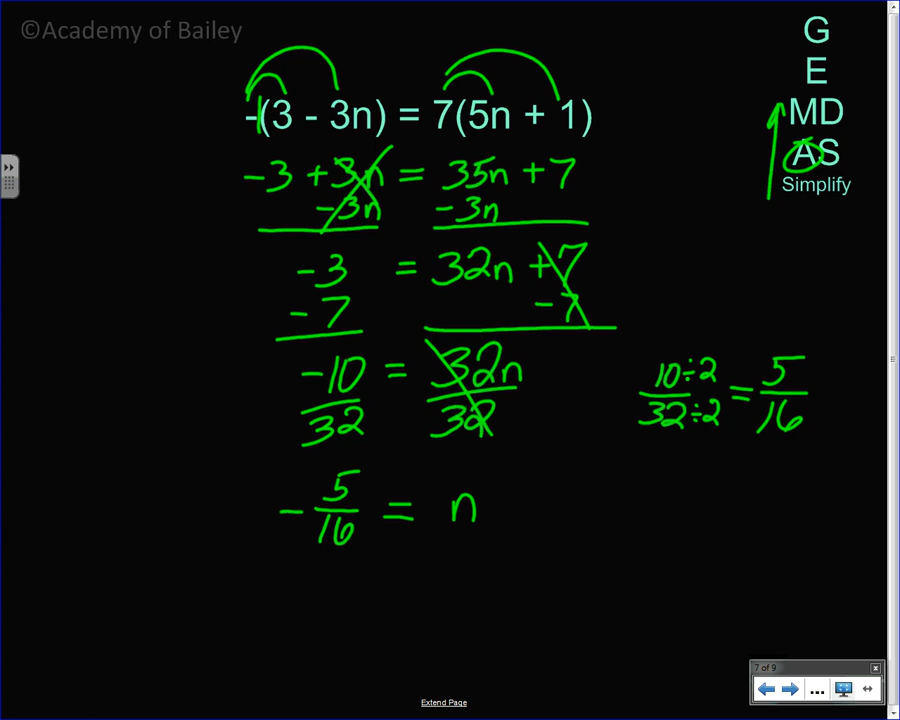 ©Academy of Bailey
G
E
MD
AS
Simplify
-1(3 - 3n) = 7(5n + 1)
-3 +3n = 35n +7
-3n -3n
-3 = 32n +7
-7 -7
-10 = 32n
32 32
10÷2 = 5
32÷2 16
- 5 = n
16
7 of 9
...
Extend Page